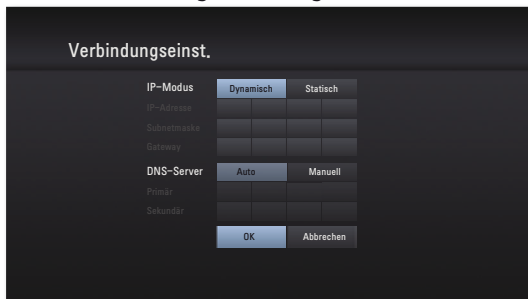 Verbindungseinst.
IP-Modus Dynamisch Statisch
IP-Adresse
Subnetmaske
Gateway
DNS-Server Auto Manuell
Primär
Sekundär
OK Abbrechen